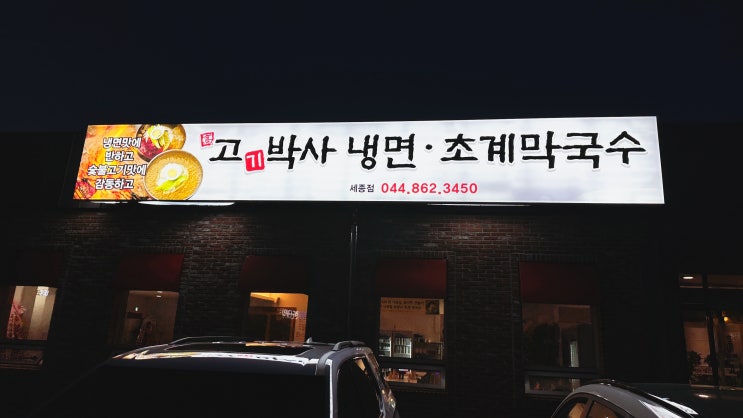 냉면맛에
반하고
숯불고기맛에
감동하고
고기박사 냉면·초계막국수
세종점 044.862.3450